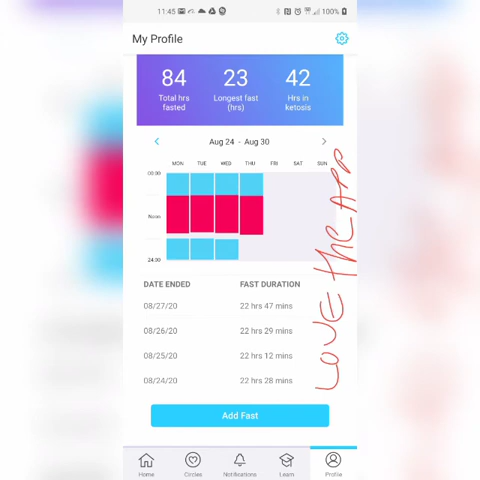 11:45 100%
My Profile
84 23 42
Total hrs fasted Longest fast (hrs) Hrs in ketosis
Aug 24 - Aug 30
MON TUE WED THU FRI SAT SUN
00:00
Noon
24:00
DATE ENDED FAST DURATION
08/27/20 22 hrs 47 mins
08/26/20 22 hrs 29 mins
08/25/20 22 hrs 12 mins
08/24/20 22 hrs 28 mins
LOVE THE APP
Add Fast
Home Circles Notifications Learn Profile